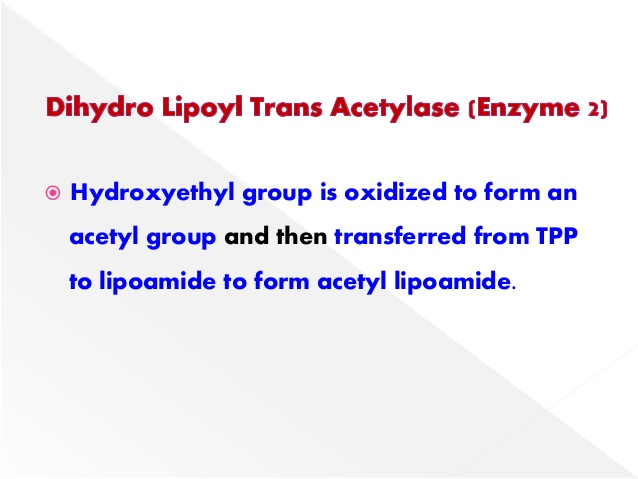 Dihydro Lipoyl Trans Acetylase (Enzyme 2)
Hydroxyethyl group is oxidized to form an
acetyl group and then transferred from TPP
to lipoamide to form acetyl lipoamide.